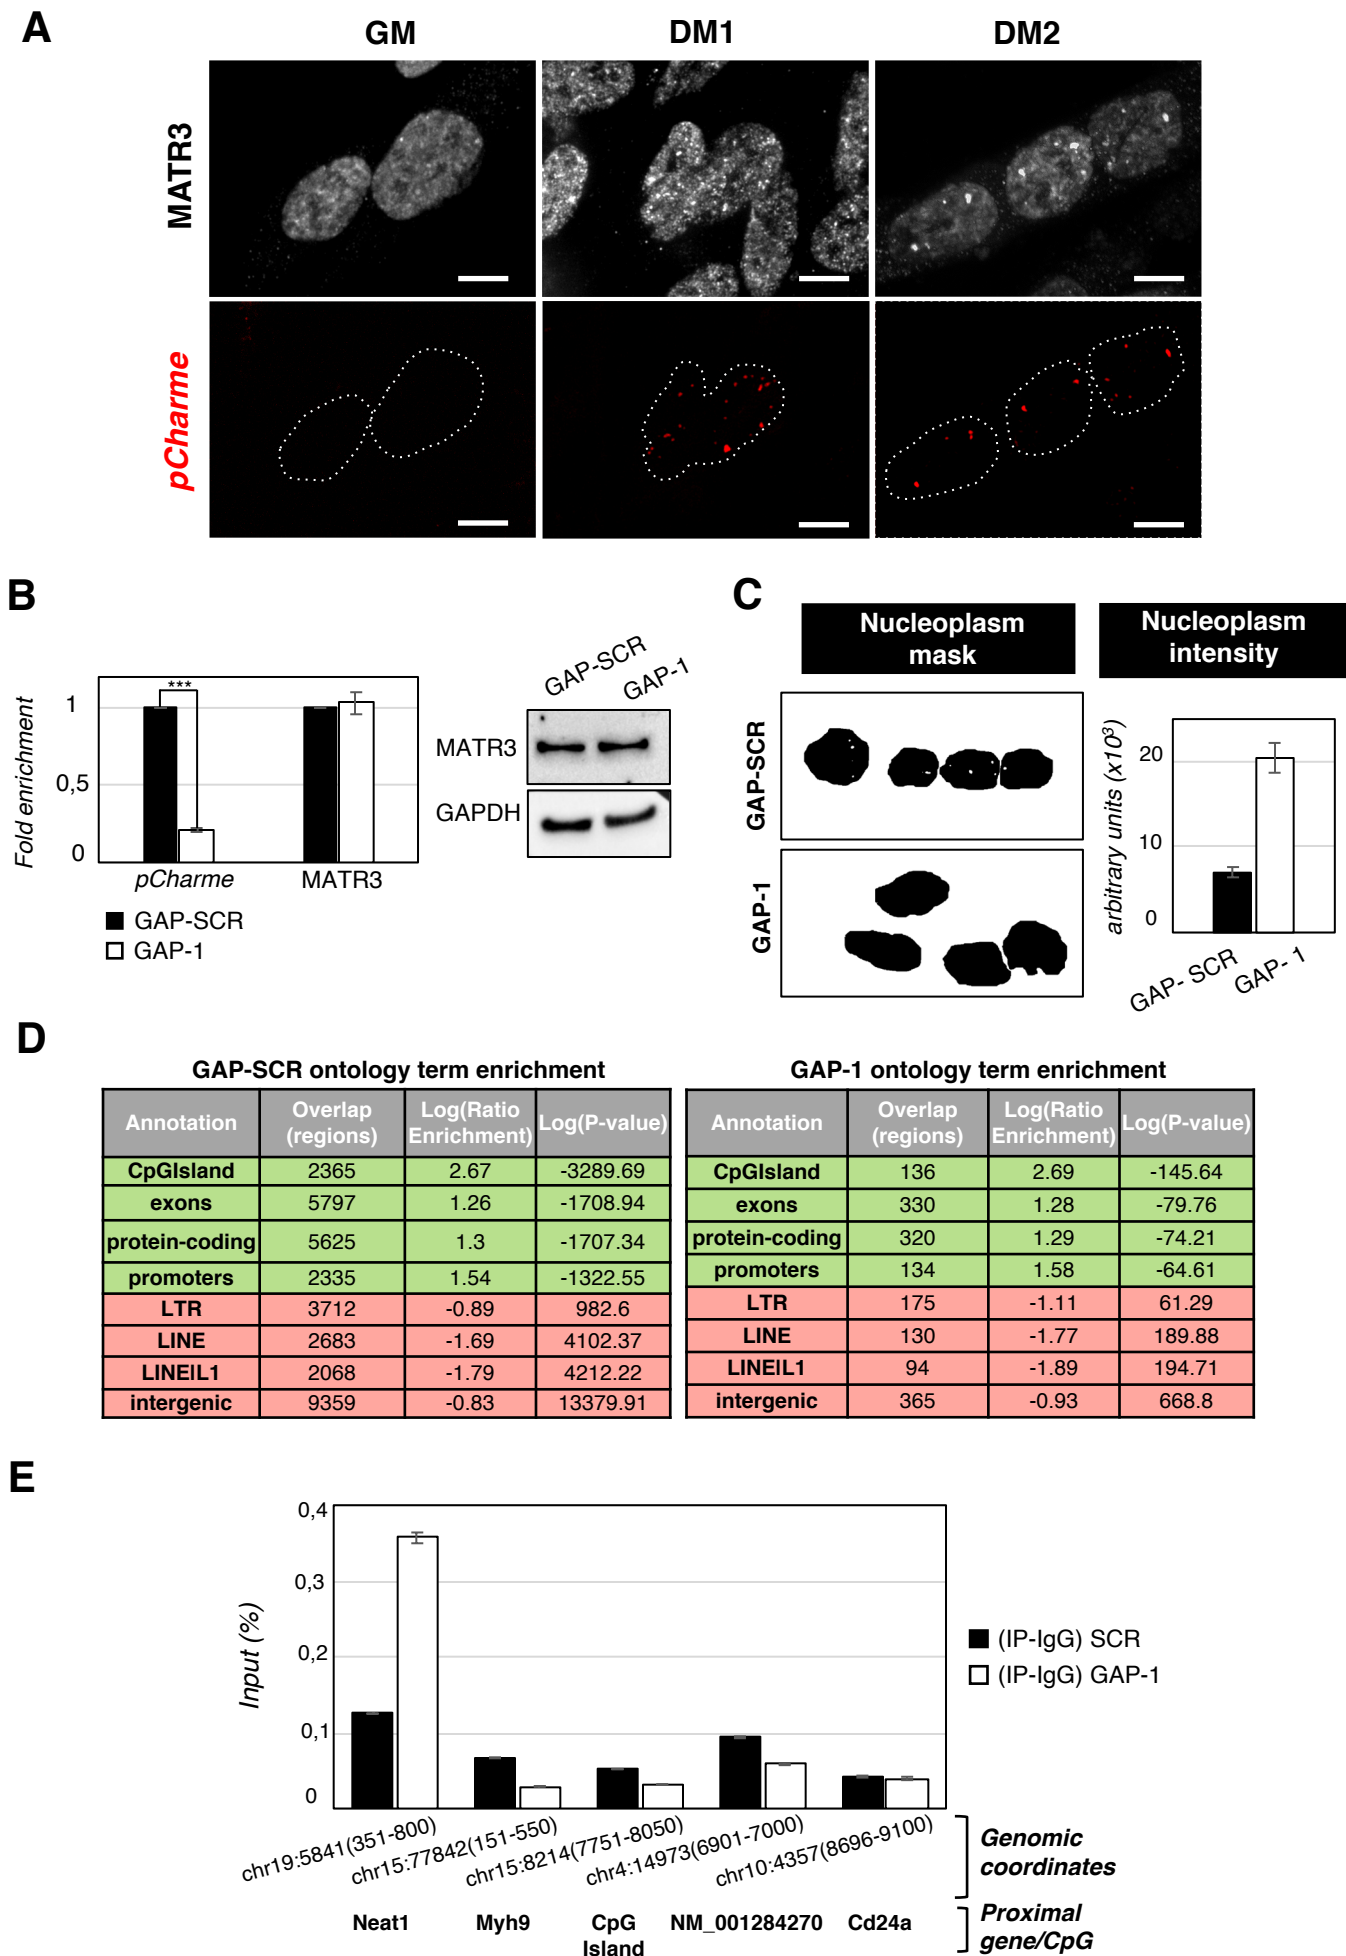 A
GM DM1 DM2
MATR3
pCharme
B
Fold enrichment
1
0,5
0
***
pCharme MATR3
GAP-SCR
GAP-1
GAP-SCR GAP-1
MATR3
GAPDH
C
Nucleoplasm
mask
Nucleoplasm
intensity
GAP-SCR
GAP-1
arbitrary units (x10³)
20
10
0
GAP- SCR
GAP- 1
D
GAP-SCR ontology term enrichment
Annotation Overlap (regions) Log(Ratio Enrichment) Log(P-value)
CpGIsland 2365 2.67 -3289.69
exons 5797 1.26 -1708.94
protein-coding 5625 1.3 -1707.34
promoters 2335 1.54 -1322.55
LTR 3712 -0.89 982.6
LINE 2683 -1.69 4102.37
LINE|L1 2068 -1.79 4212.22
intergenic 9359 -0.83 13379.91
GAP-1 ontology term enrichment
Annotation Overlap (regions) Log(Ratio Enrichment) Log(P-value)
CpGIsland 136 2.69 -145.64
exons 330 1.28 -79.76
protein-coding 320 1.29 -74.21
promoters 134 1.58 -64.61
LTR 175 -1.11 61.29
LINE 130 -1.77 189.88
LINE|L1 94 -1.89 194.71
intergenic 365 -0.93 668.8
E
Input (%)
0,4
0,3
0,2
0,1
0
(IP-IgG) SCR
(IP-IgG) GAP-1
chr19:5841(351-800)
chr15:77842(151-550)
chr15:8214(7751-8050)
chr4:14973(6901-7000)
chr10:4357(8696-9100)
Genomic
coordinates
Neat1 Myh9 CpG Island NM_001284270 Cd24a
Proximal
gene/CpG